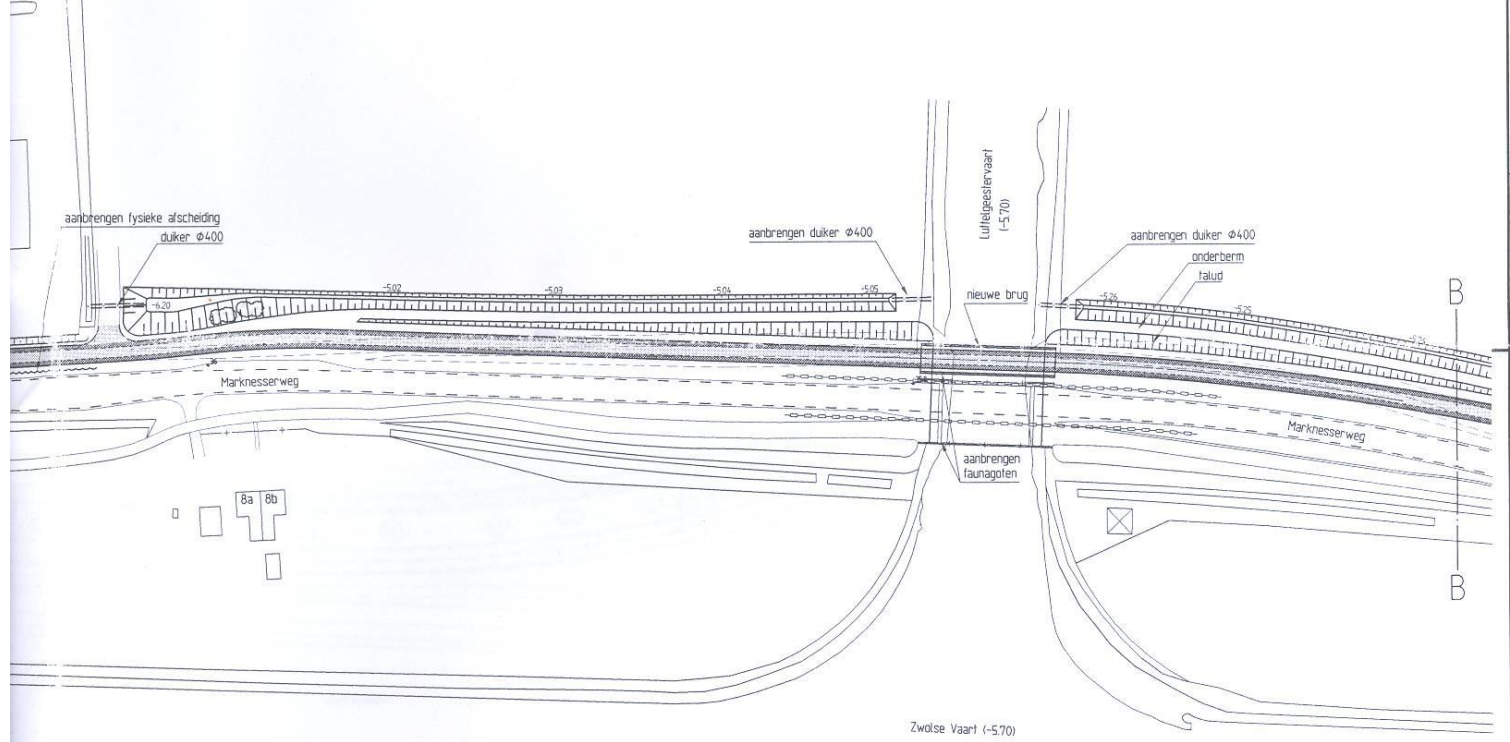 aanbrengen fysieke afscheiding
duiker Φ400
-6.20
-5.02
-5.03
-5.04
-5.05
aanbrengen duiker Φ400
Luttelgeestervaart
(-5.70)
nieuwe brug
aanbrengen duiker Φ400
onderberm
talud
-5.26
-5.25
B
Marknesserweg
Marknesserweg
aanbrengen
faunagoten
8a
8b
B
Zwolse Vaart (-5.70)